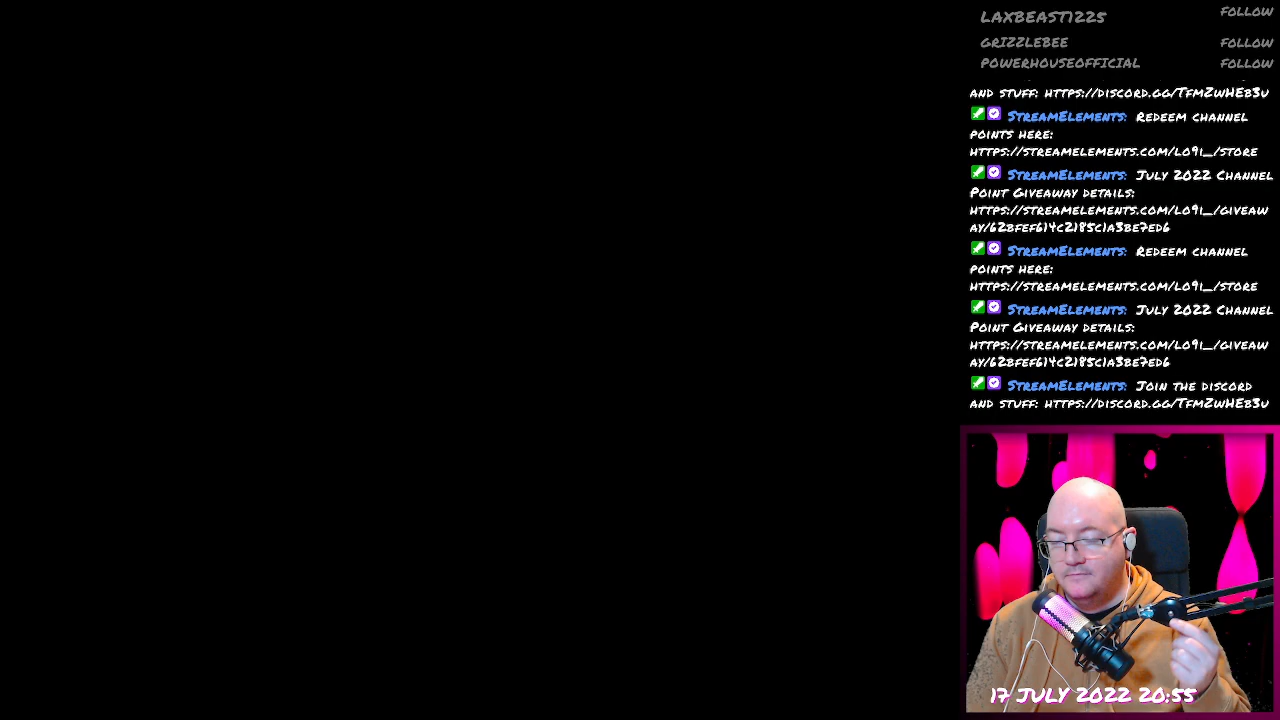 LAXBEAST1225 FOLLOW
GRIZZLEBEE FOLLOW
POWERHOUSEOFFICIAL FOLLOW
AND STUFF: HTTPS://DISCORD.GG/TFMZWHEB3U
STREAMELEMENTS: REDEEM CHANNEL
POINTS HERE:
HTTPS://STREAMELEMENTS.COM/LO9I_/STORE
STREAMELEMENTS: JULY 2022 CHANNEL
POINT GIVEAWAY DETAILS:
HTTPS://STREAMELEMENTS.COM/LO9I_/GIVEAW
AY/62BFEF614C2185C1A3BE7ED6
STREAMELEMENTS: REDEEM CHANNEL
POINTS HERE:
HTTPS://STREAMELEMENTS.COM/LO9I_/STORE
STREAMELEMENTS: JULY 2022 CHANNEL
POINT GIVEAWAY DETAILS:
HTTPS://STREAMELEMENTS.COM/LO9I_/GIVEAW
AY/62BFEF614C2185C1A3BE7ED6
STREAMELEMENTS: JOIN THE DISCORD
AND STUFF: HTTPS://DISCORD.GG/TFMZWHEB3U
17 JULY 2022 20:55